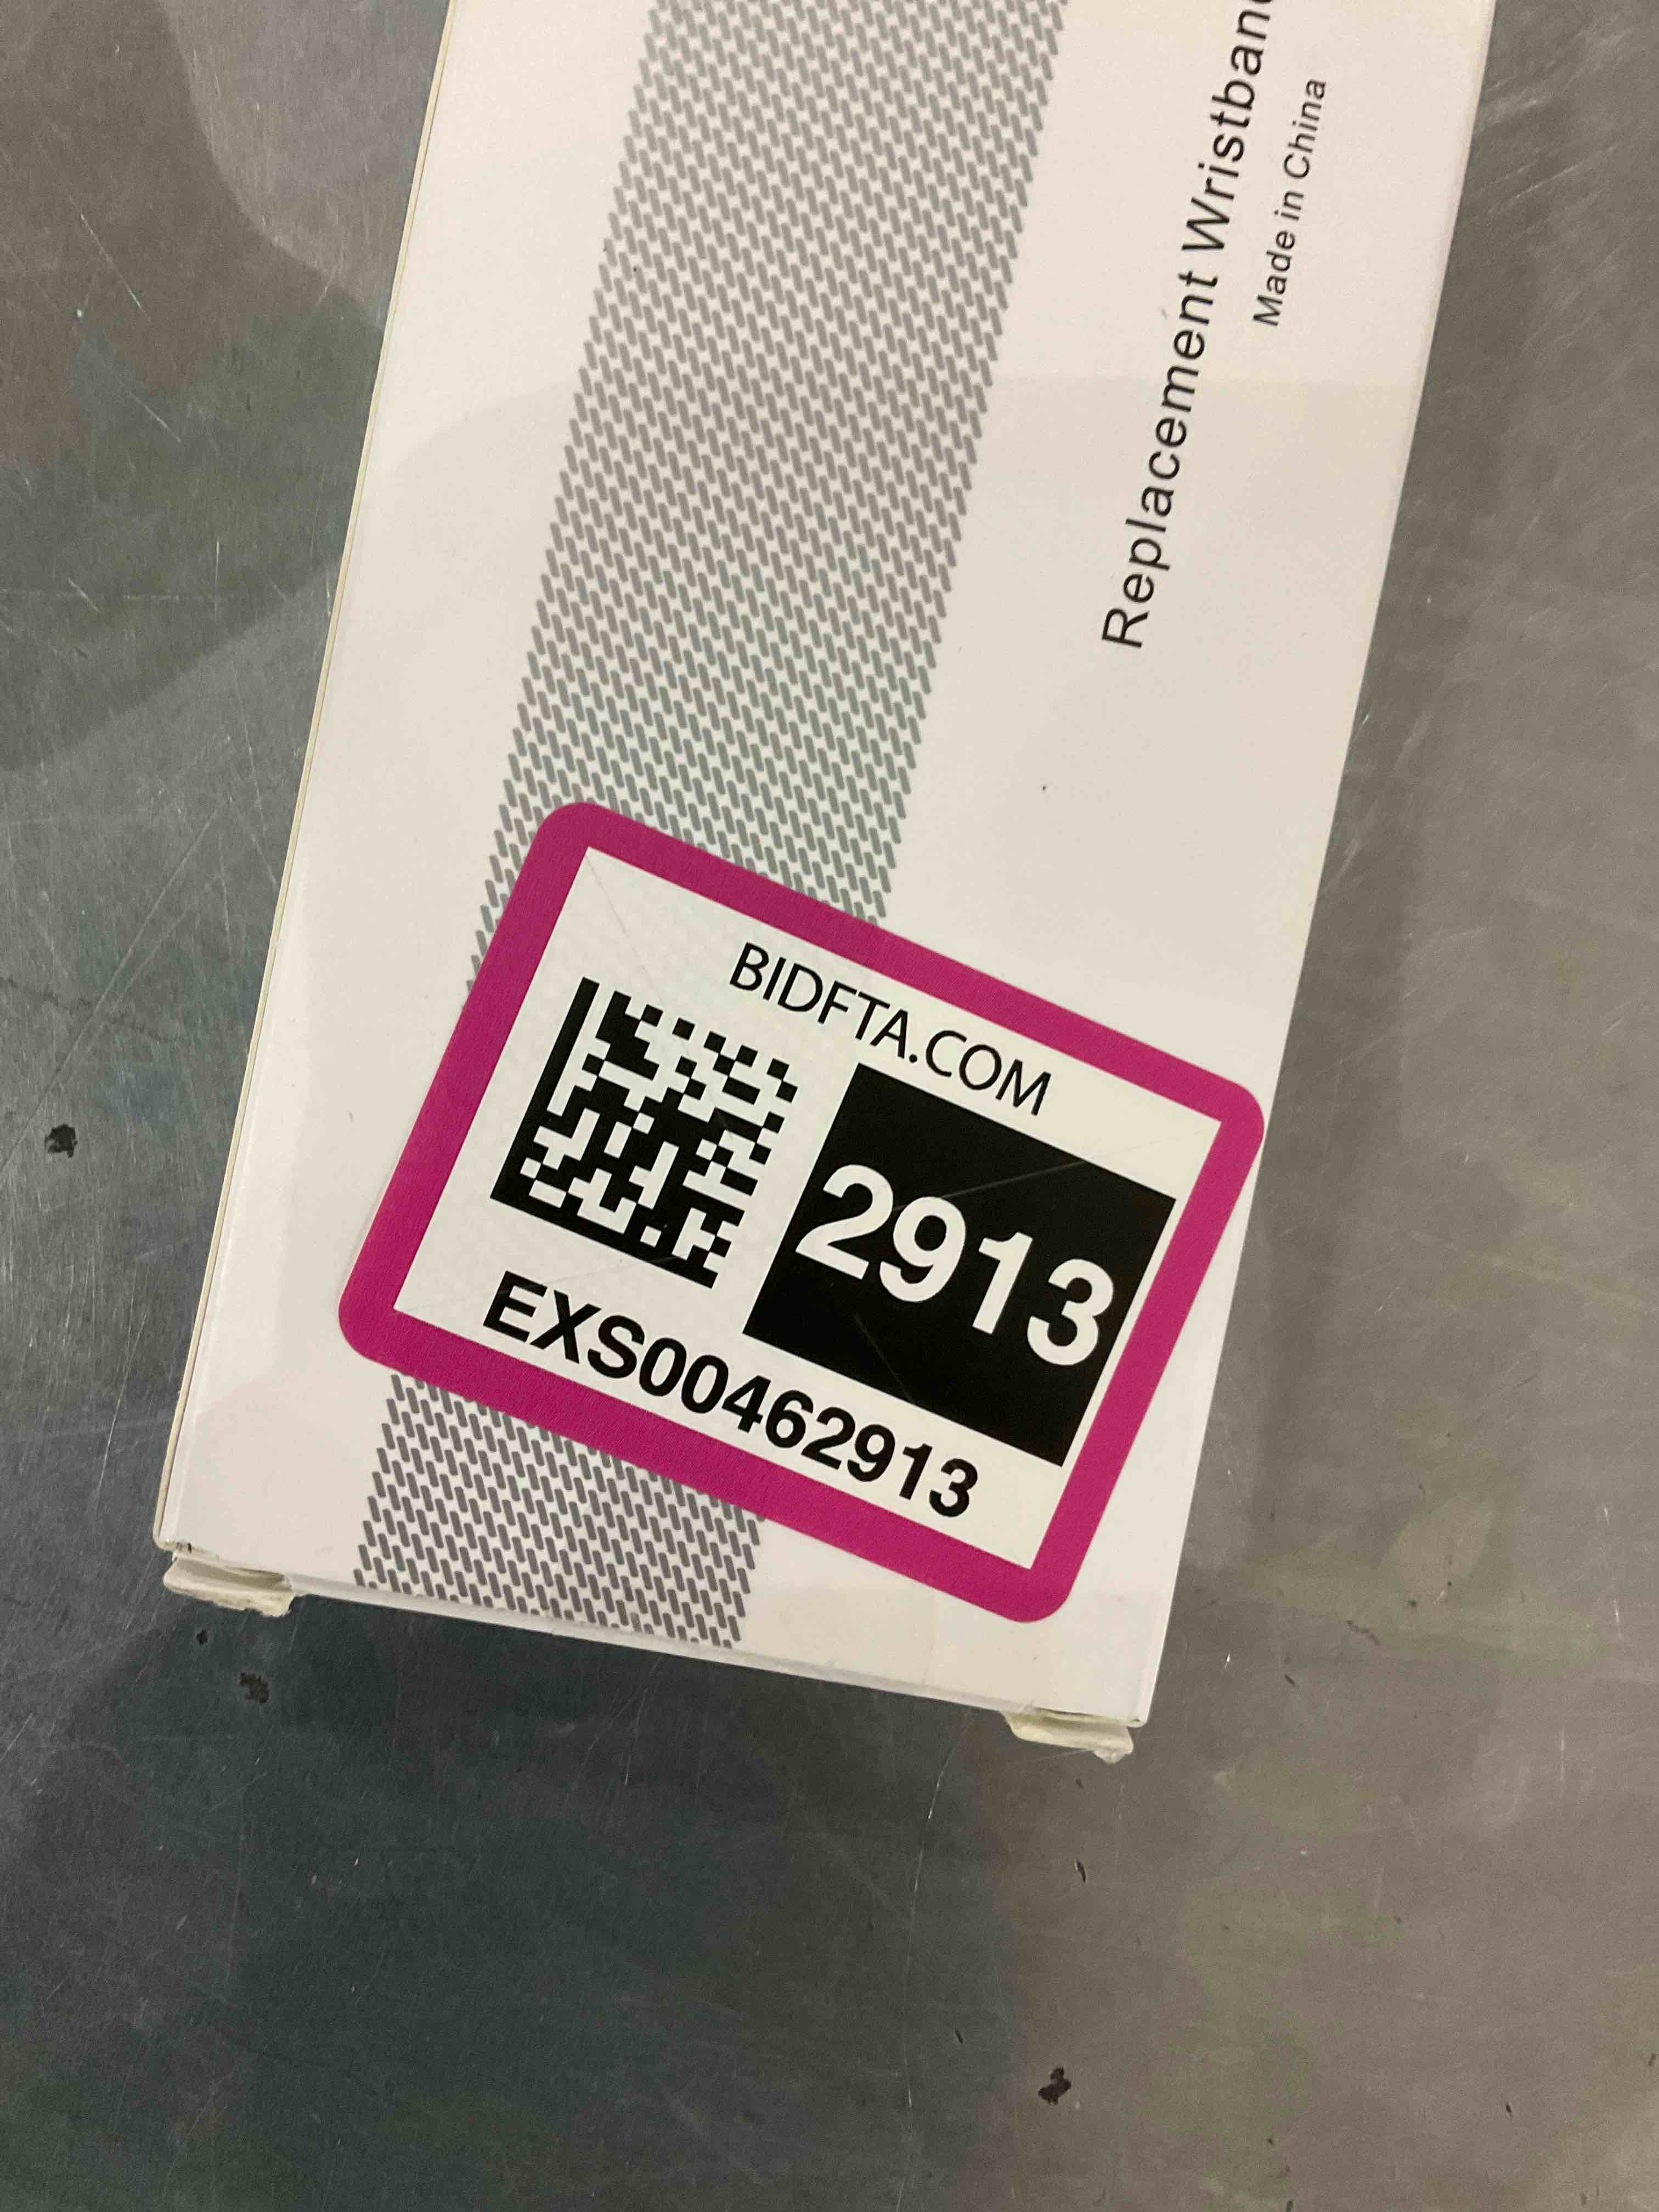 Replacement Wristband
Made in China
BIDFTA.COM
2913
EXS00462913